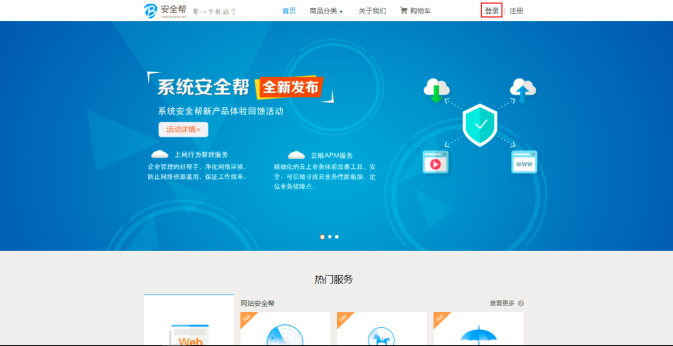 安全帮
帮一下就好了
首页 商品分类 关于我们 购物车 登录 | 注册
系统安全帮 全新发布
系统安全帮新产品体验回馈活动
活动详情>
上网行为管理服务
企业管理的好帮手，净化网络环境，
防止网络资源滥用，保证工作效率。
云眼APM服务
精细化的云上业务体验改善工具，安
全、可信地寻找云业务性能瓶颈，定
位业务故障点。
WWW
热门服务
网站安全帮
查看更多
Web